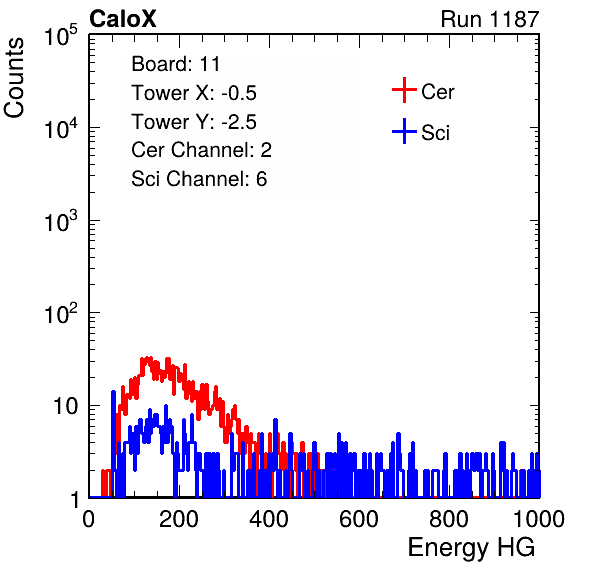 CaloX Run 1187
Counts
10^5
10^4
10^3
10^2
10
1
Board: 11
Tower X: -0.5
Tower Y: -2.5
Cer Channel: 2
Sci Channel: 6
Cer
Sci
0 200 400 600 800 1000
Energy HG